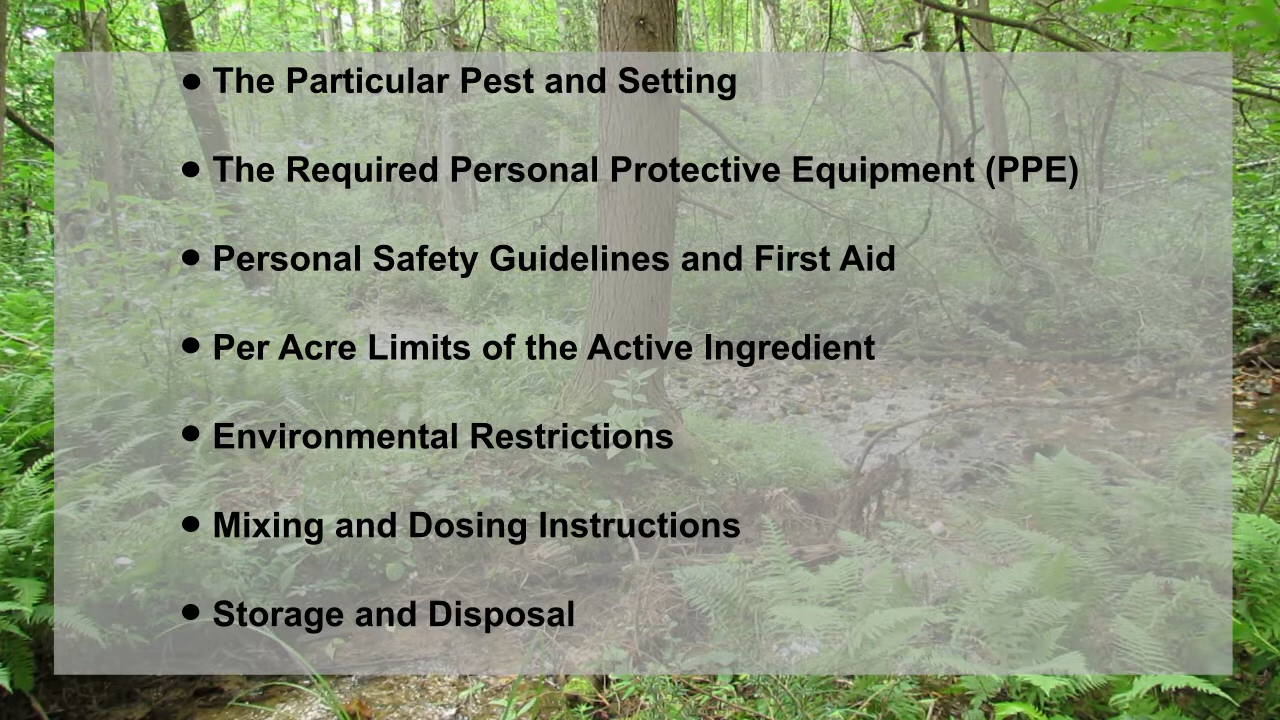 • The Particular Pest and Setting
• The Required Personal Protective Equipment (PPE)
• Personal Safety Guidelines and First Aid
• Per Acre Limits of the Active Ingredient
• Environmental Restrictions
• Mixing and Dosing Instructions
• Storage and Disposal